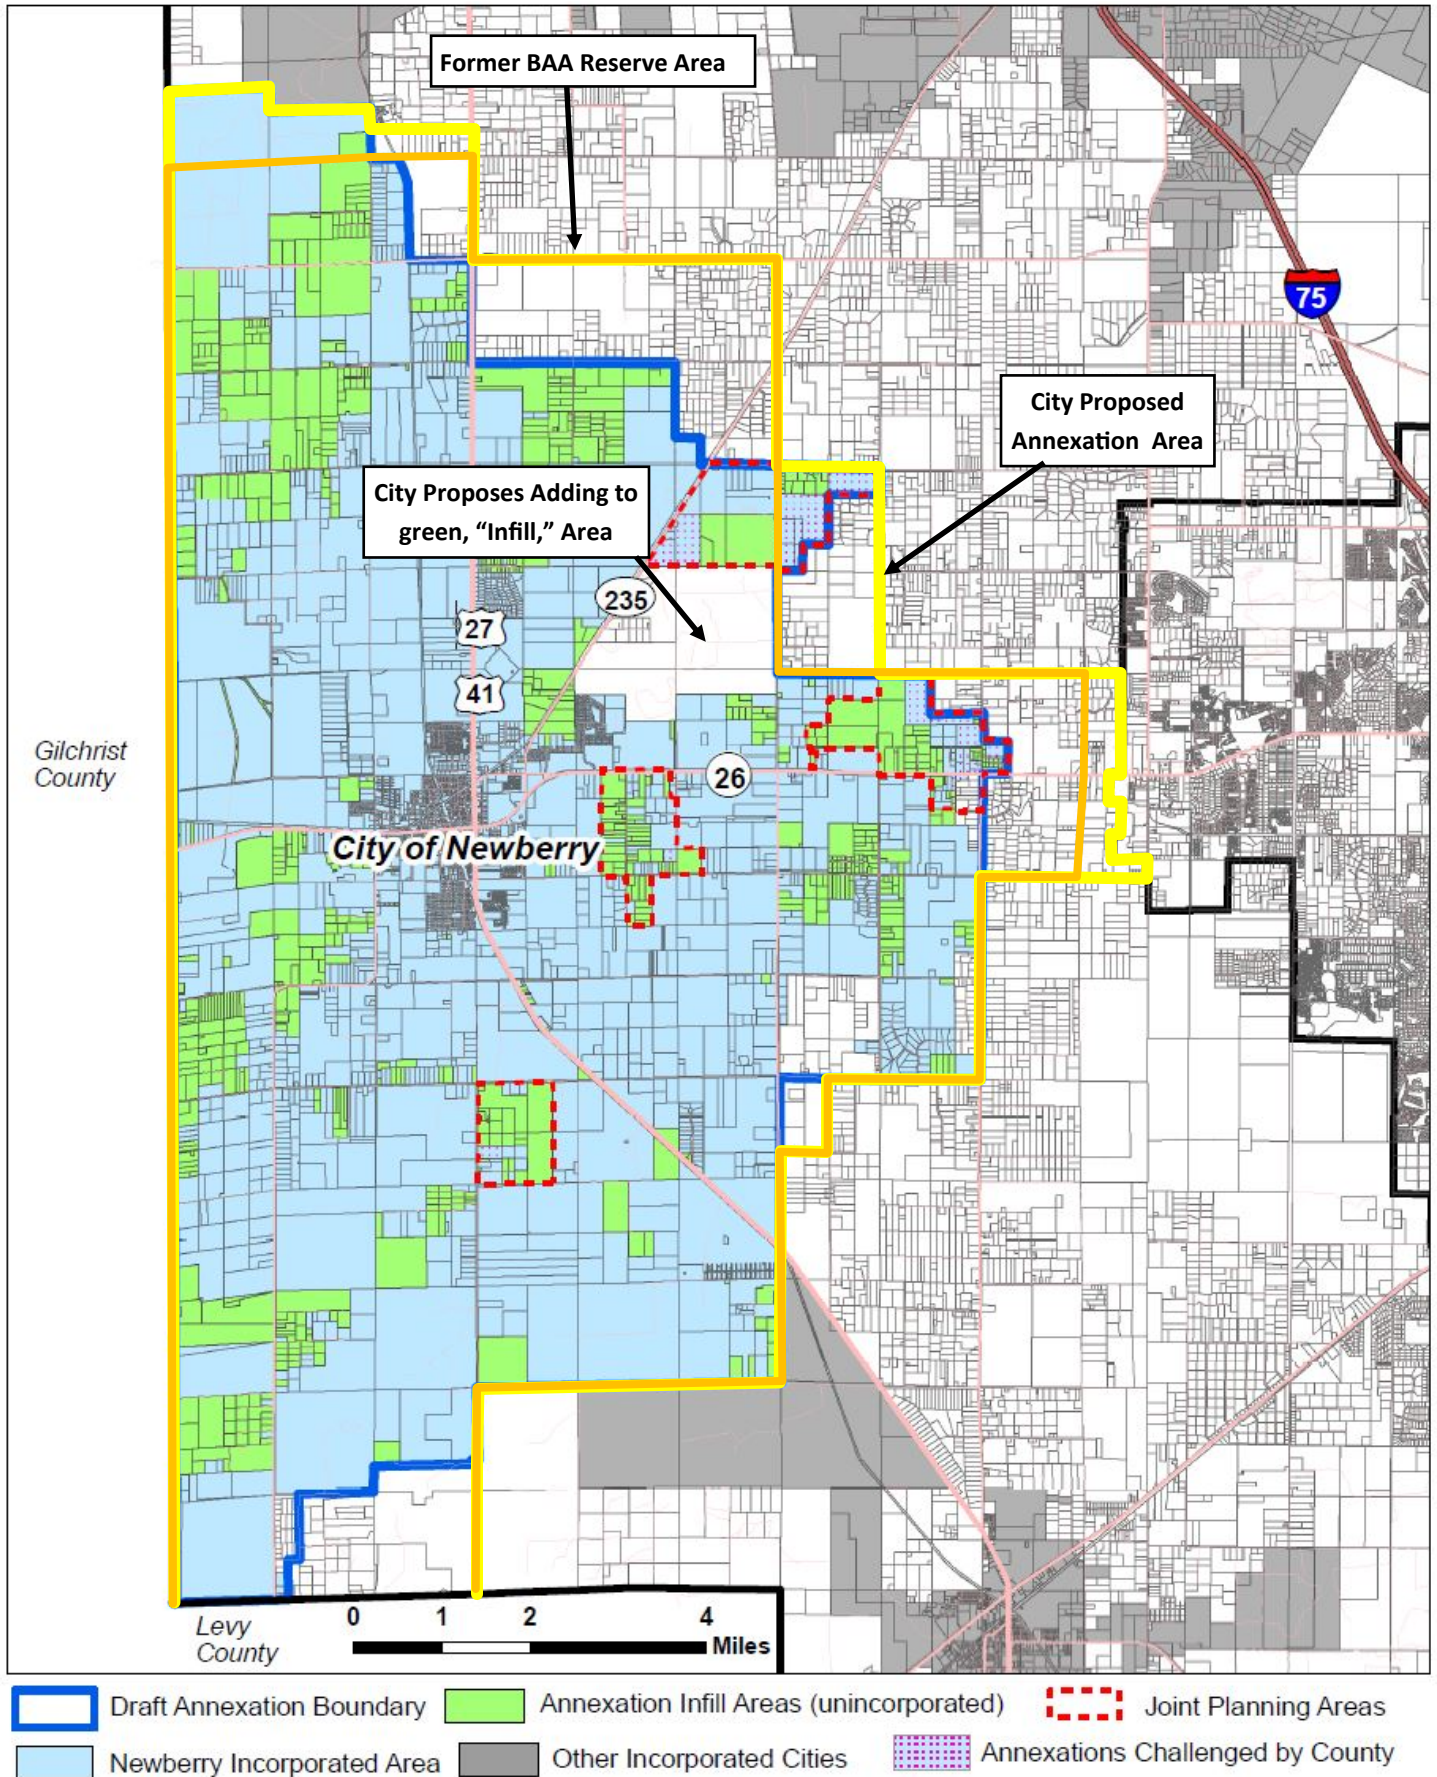 Former BAA Reserve Area
75
City Proposed
Annexation Area
City Proposes Adding to
green, “Infill,” Area
235
27
41
Gilchrist
County
26
City of Newberry
Levy
County
0 1 2 4
Miles
Draft Annexation Boundary
Annexation Infill Areas (unincorporated)
Joint Planning Areas
Newberry Incorporated Area
Other Incorporated Cities
Annexations Challenged by County